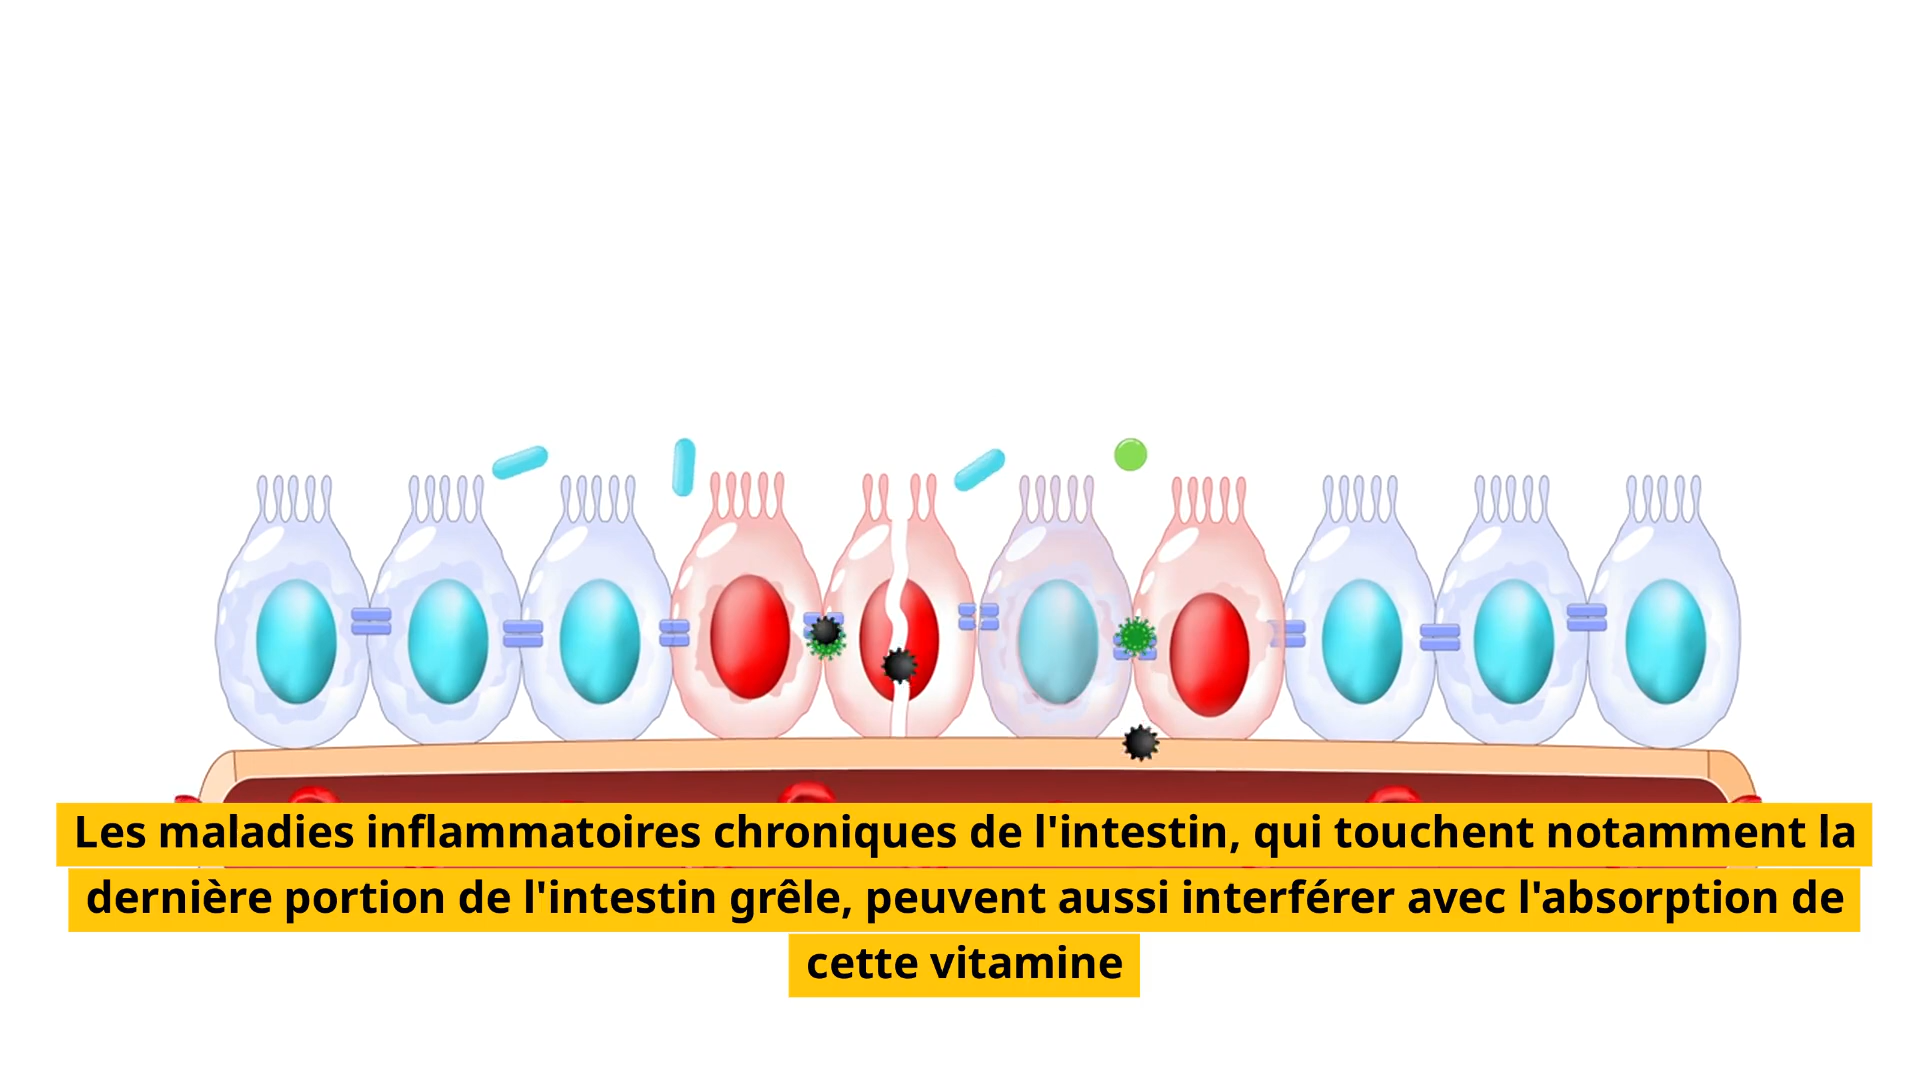 Les maladies inflammatoires chroniques de l'intestin, qui touchent notamment la
dernière portion de l'intestin grêle, peuvent aussi interférer avec l'absorption de
cette vitamine